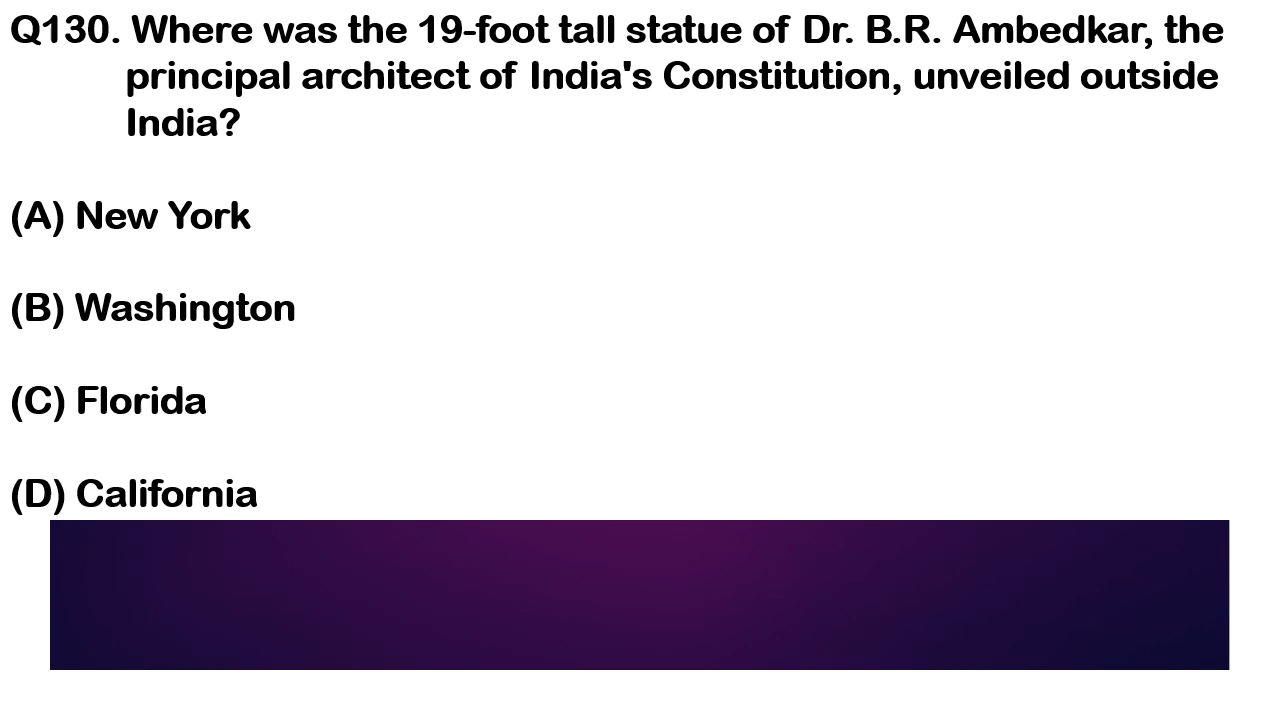 Q130. Where was the 19-foot tall statue of Dr. B.R. Ambedkar, the
principal architect of India's Constitution, unveiled outside
India?
(A) New York
(B) Washington
(C) Florida
(D) California